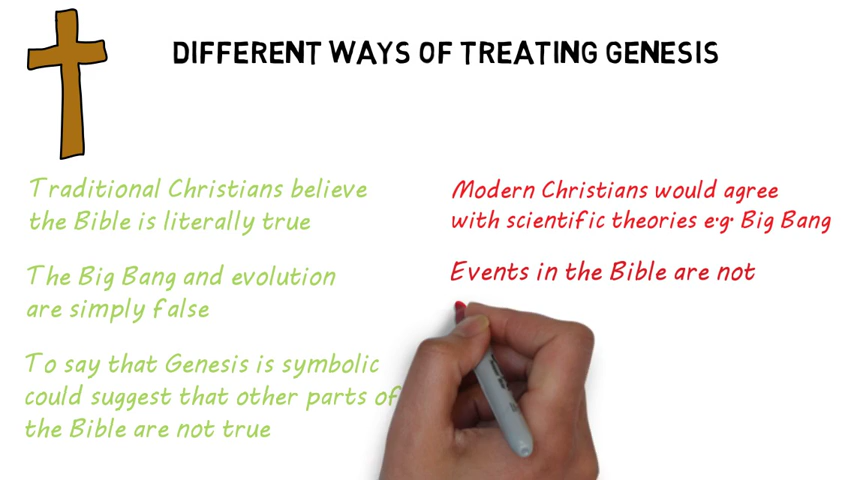 DIFFERENT WAYS OF TREATING GENESIS
Traditional Christians believe
the Bible is literally true
The Big Bang and evolution
are simply false
To say that Genesis is symbolic
could suggest that other parts of
the Bible are not true
Modern Christians would agree
with scientific theories e.g. Big Bang
Events in the Bible are not